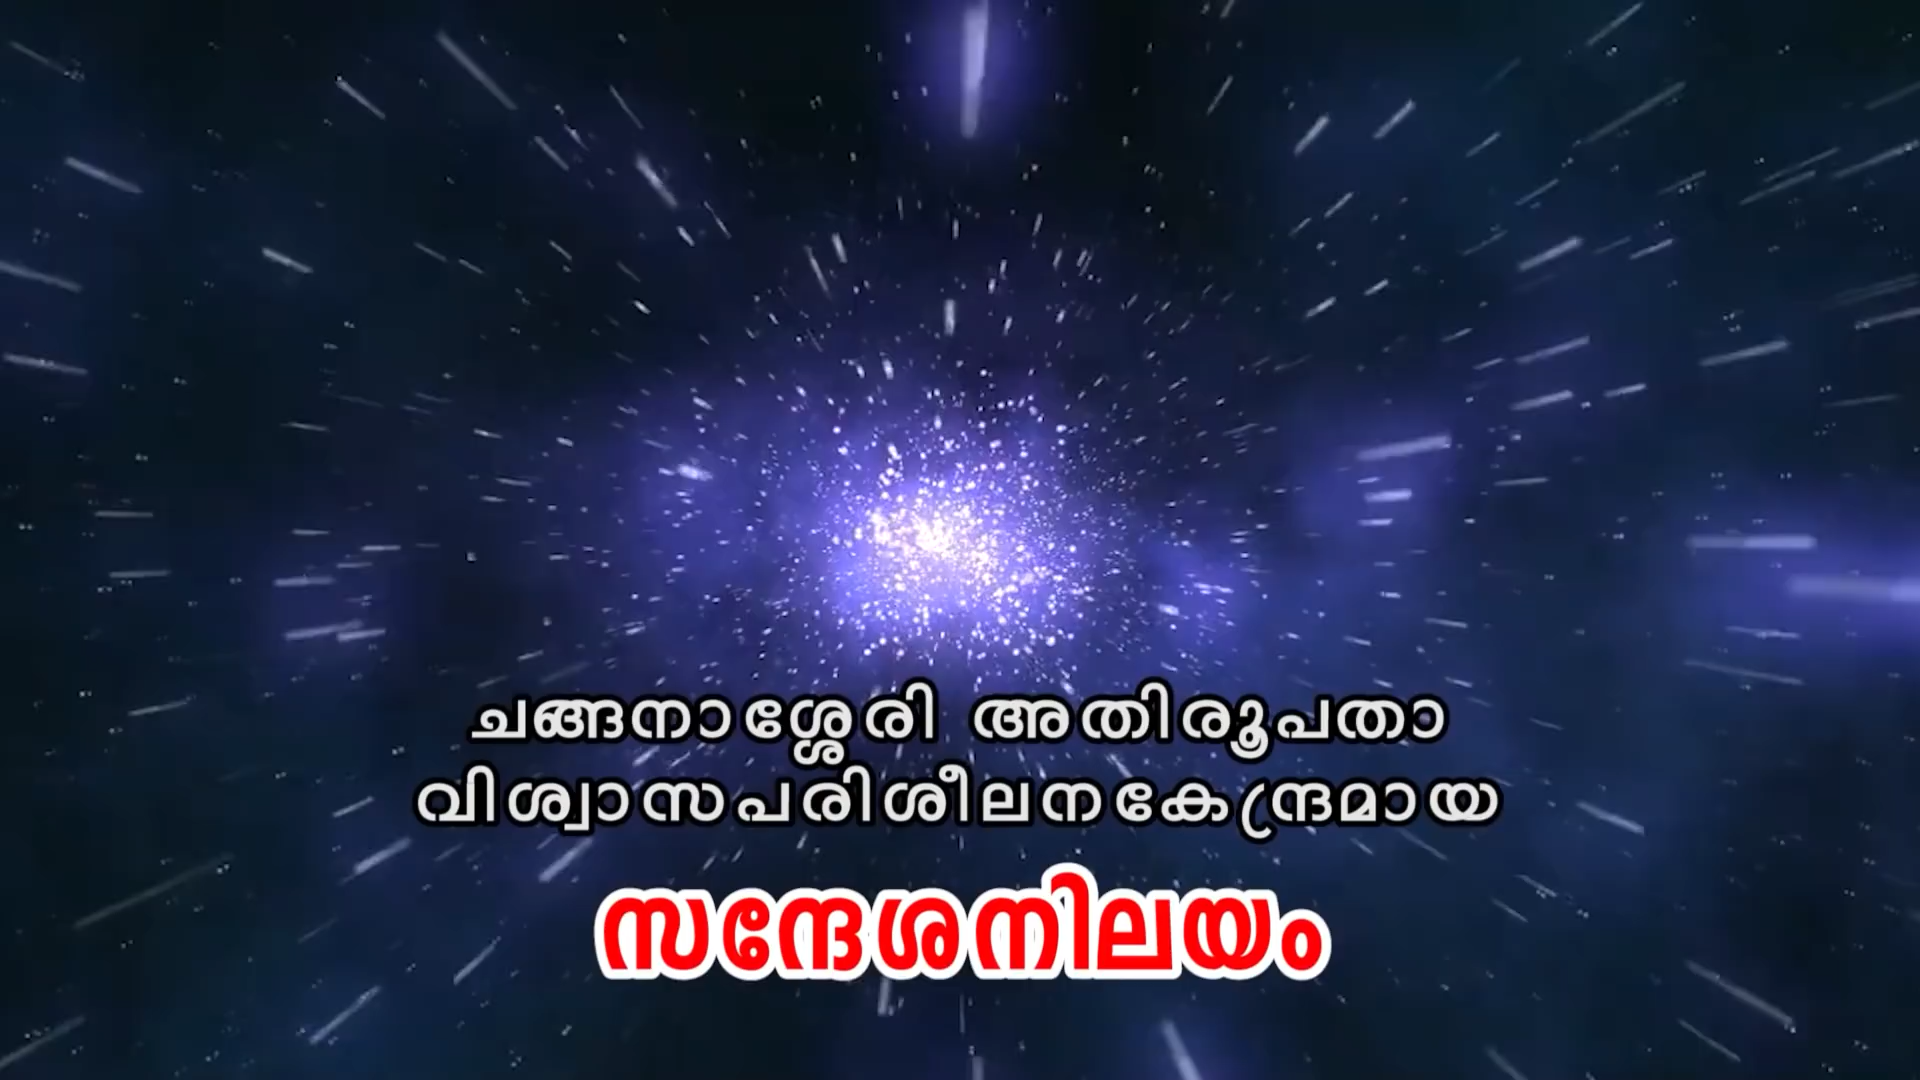 ചങ്ങനാശ്ശേരി അതിരൂപതാ
വിശ്വാസപരിശീലനകേന്ദ്രമായ
സന്ദേശനിലയം